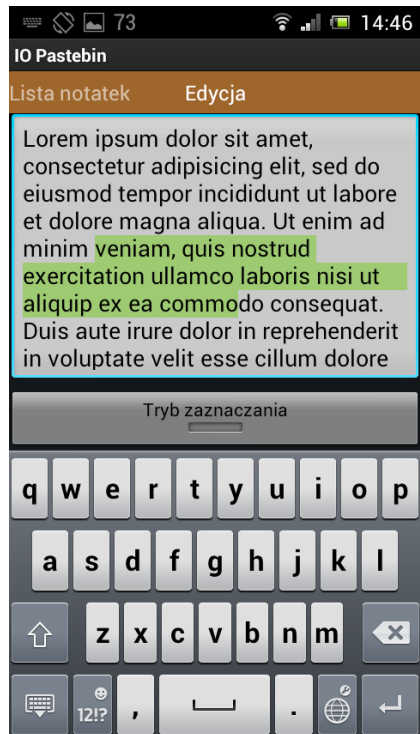 73 14:46
IO Pastebin
Lista notatek Edycja
Lorem ipsum dolor sit amet,
consectetur adipisicing elit, sed do
eiusmod tempor incididunt ut labore
et dolore magna aliqua. Ut enim ad
minim veniam, quis nostrud
exercitation ullamco laboris nisi ut
aliquip ex ea commodo consequat.
Duis aute irure dolor in reprehenderit
in voluptate velit esse cillum dolore
Tryb zaznaczania
q w e r t y u i o p
a s d f g h j k l
z x c v b n m
12!? , .